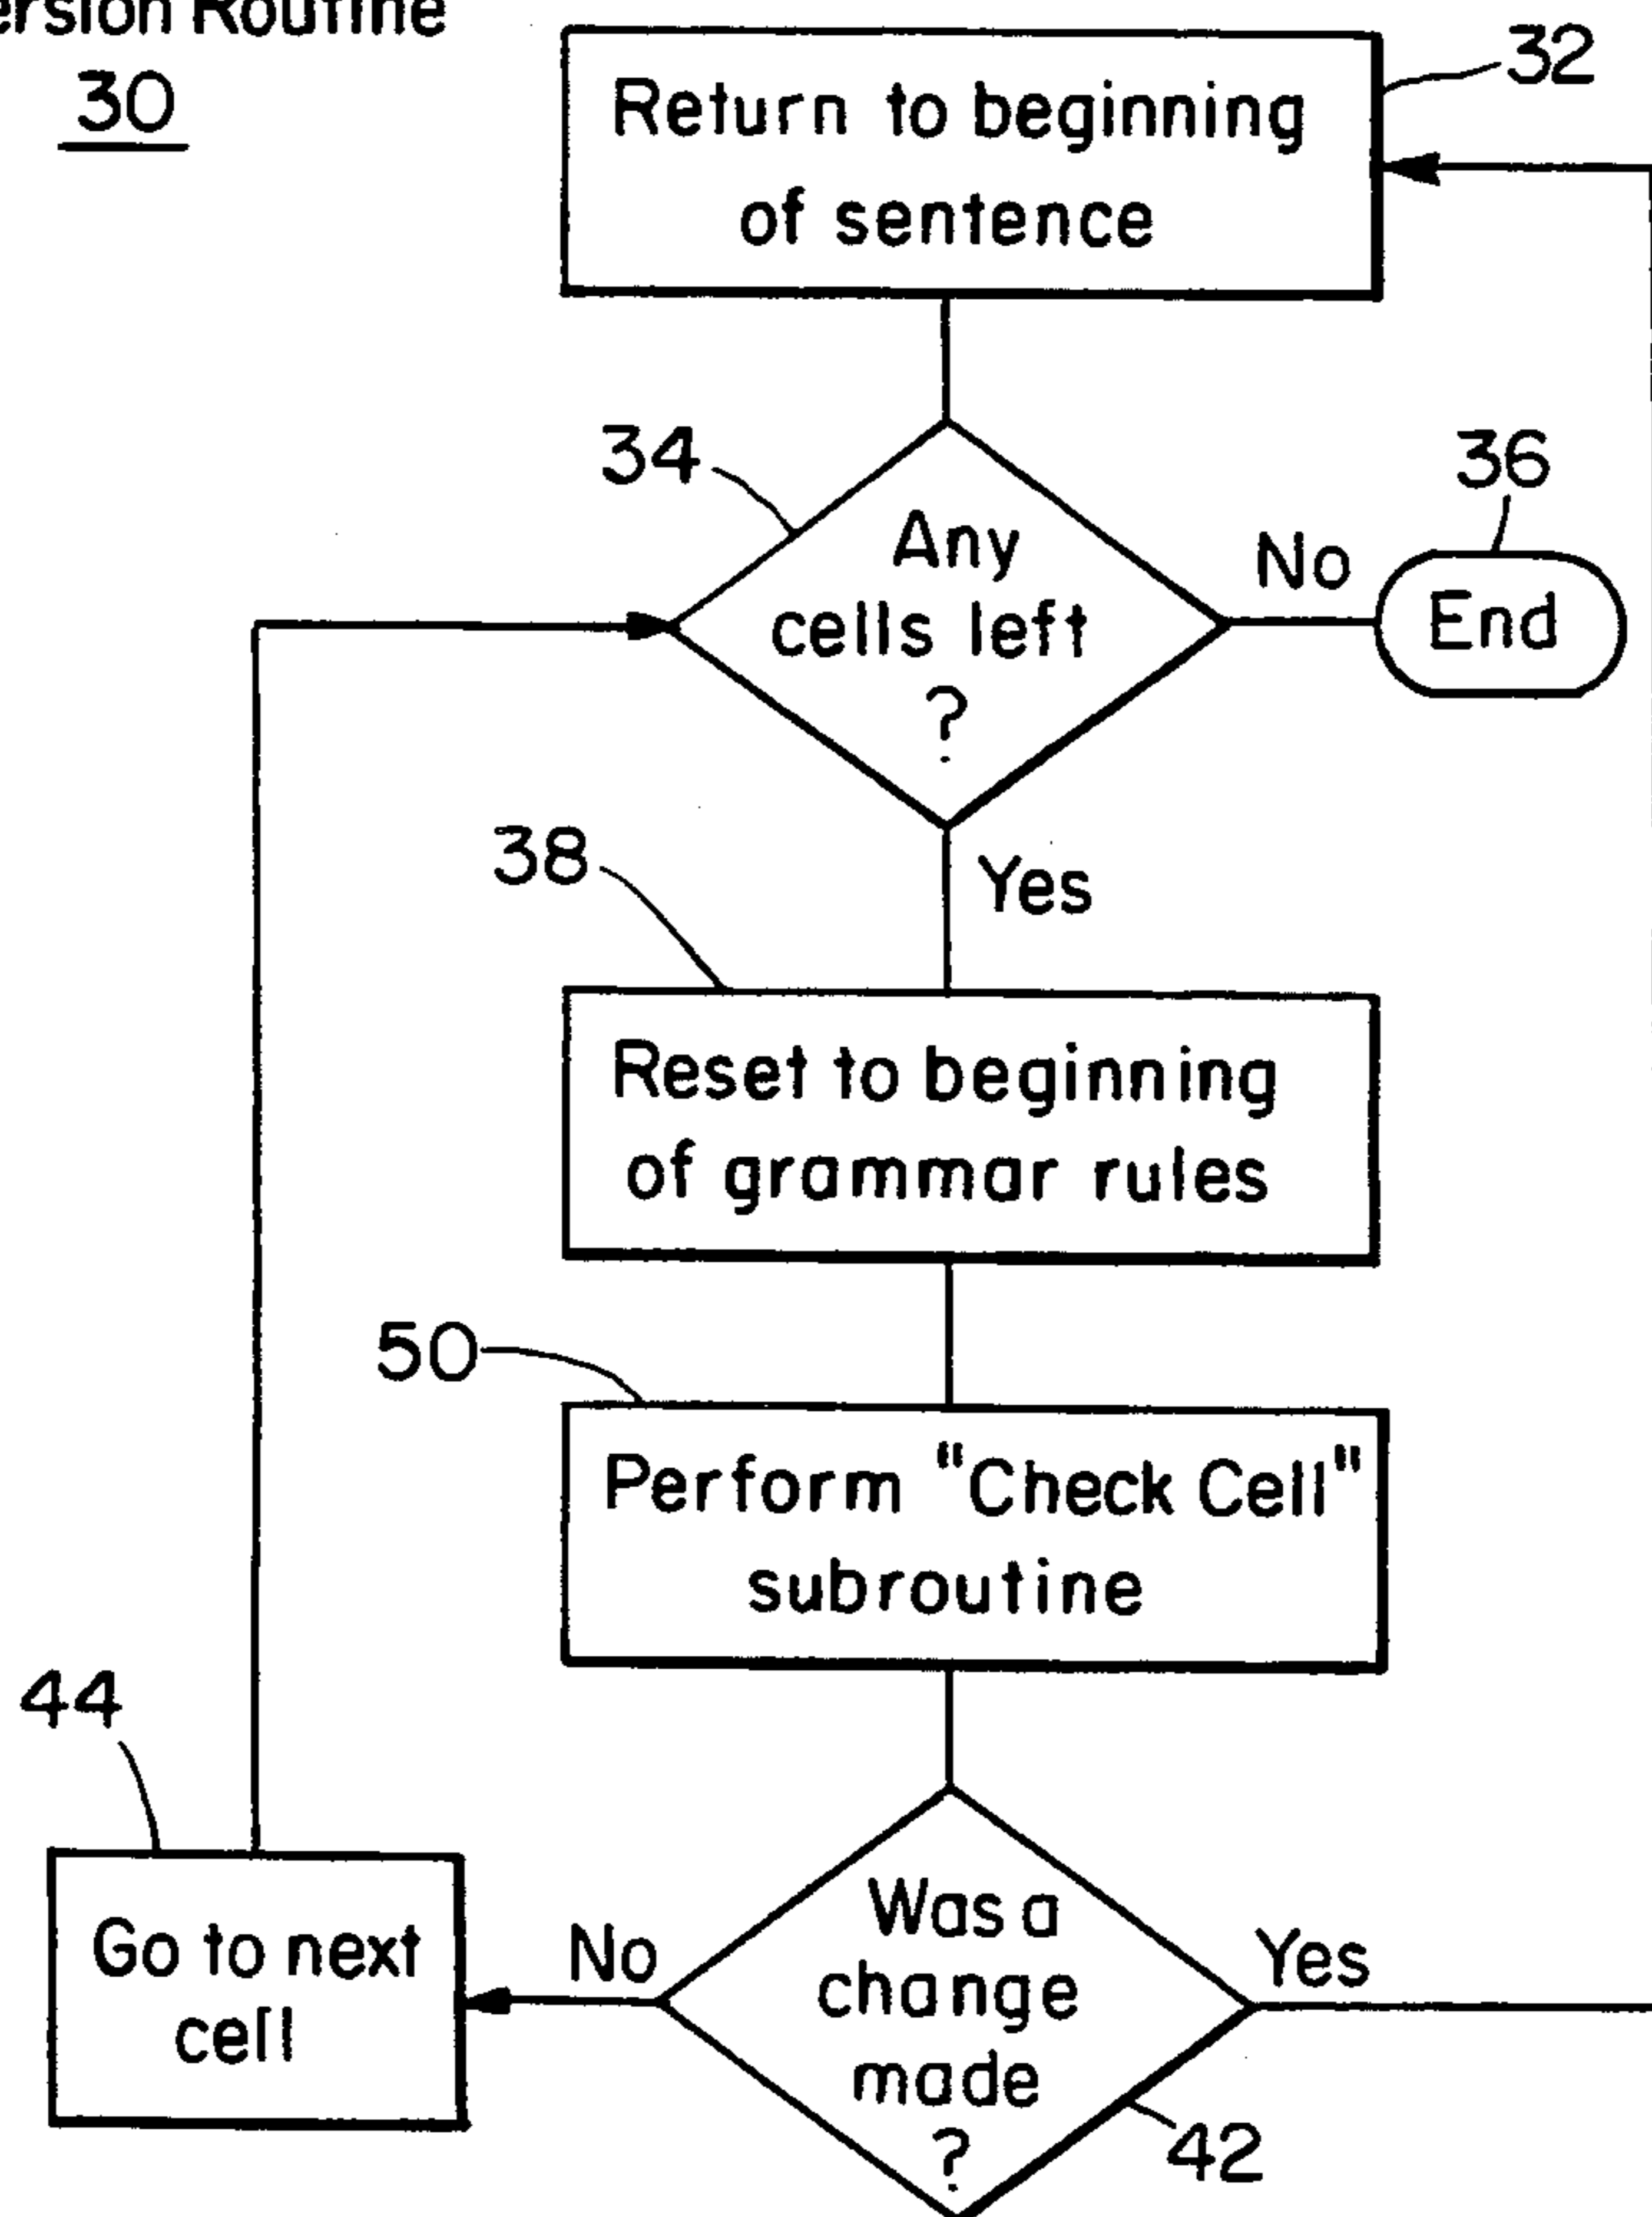 Routine
30
32
Return to beginning
of sentence
34
Any
cells left
?
No
36
End
38
Yes
Reset to beginning
of grammar rules
50
Perform "Check Cell"
subroutine
44
Go to next
cell
No
Was a
change
made
?
Yes
42